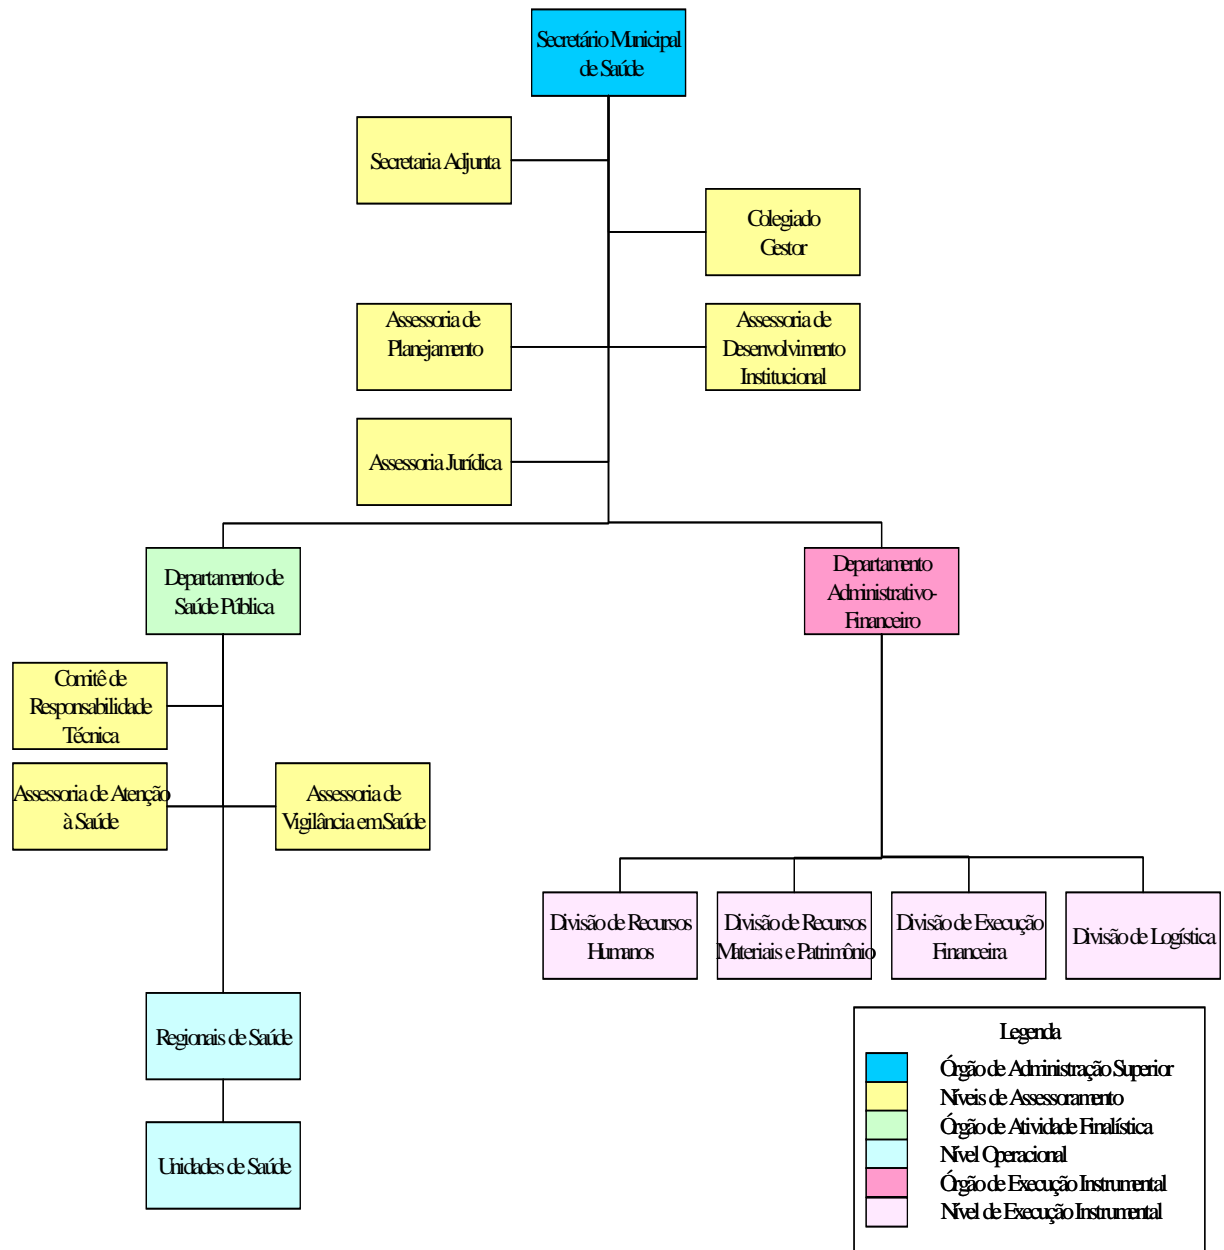 Secretário Municipal
de Saúde
Secretaria Adjunta
Colegiado
Gestor
Assessoria de
Planejamento
Assessoria de
Desenvolvimento
Institucional
Assessoria Jurídica
Departamento de
Saúde Pública
Departamento
Administrativo-
Financeiro
Comitê de
Responsabilidade
Técnica
Assessoria de Atenção
à Saúde
Assessoria de
Vigilância em Saúde
Divisão de Recursos
Humanos
Divisão de Recursos
Materiais e Patrimônio
Divisão de Execução
Financeira
Divisão de Logística
Regionais de Saúde
Unidades de Saúde
Legenda
Órgão de Administração Superior
Níveis de Assessoramento
Órgão de Atividade Finalística
Nível Operacional
Órgão de Execução Instrumental
Nível de Execução Instrumental